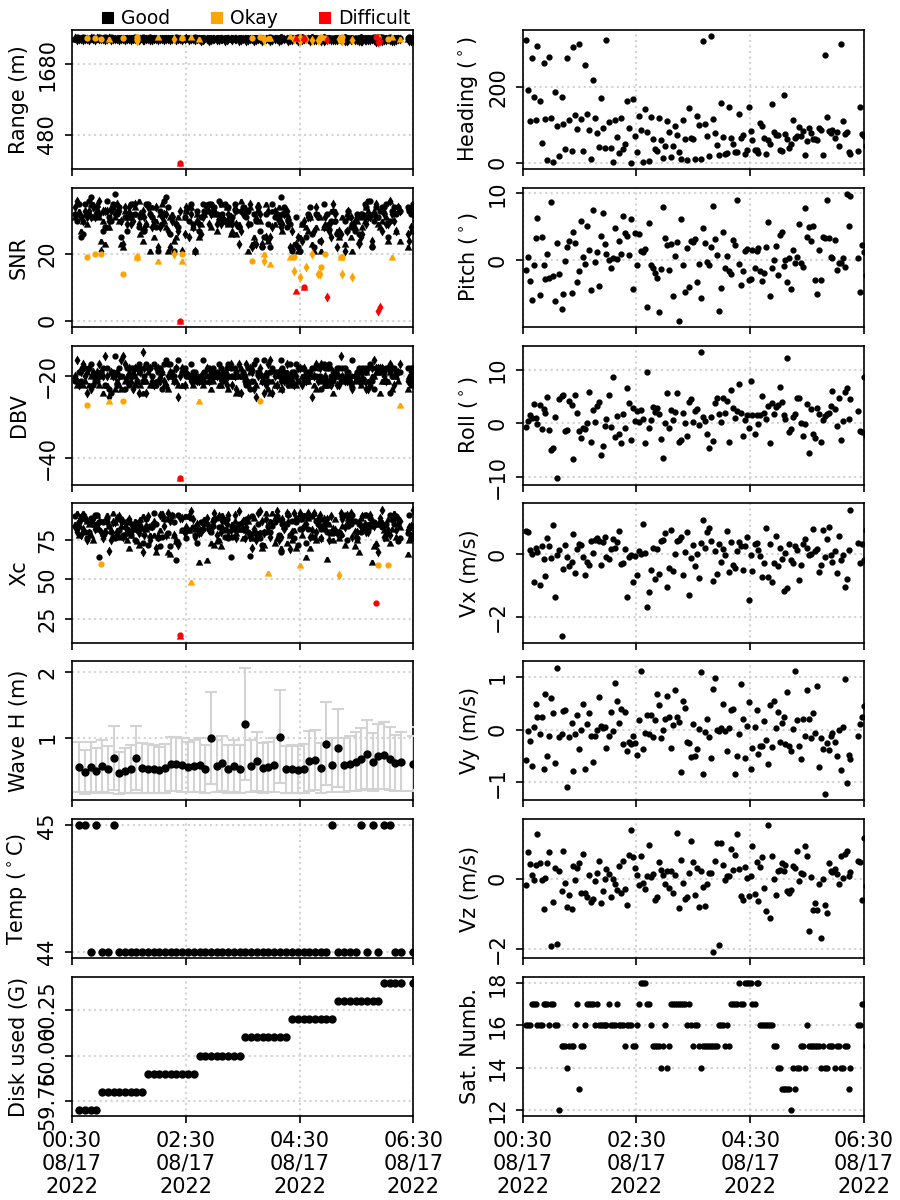 Good Okay Difficult
Range (m)
1680
480
Heading (°)
200
0
SNR
20
0
Pitch (°)
10
0
DBV
−20
−40
Roll (°)
10
0
−10
Xc
75
50
25
Vx (m/s)
0
−2
Wave H (m)
2
1
Vy (m/s)
1
0
−1
Temp (°C)
45
44
Vz (m/s)
0
−2
Disk used (G)
60.25
60.00
59.75
Sat. Numb.
18
16
14
12
00:30 02:30 04:30 06:30
08/17 08/17 08/17 08/17
2022 2022 2022 2022
00:30 02:30 04:30 06:30
08/17 08/17 08/17 08/17
2022 2022 2022 2022